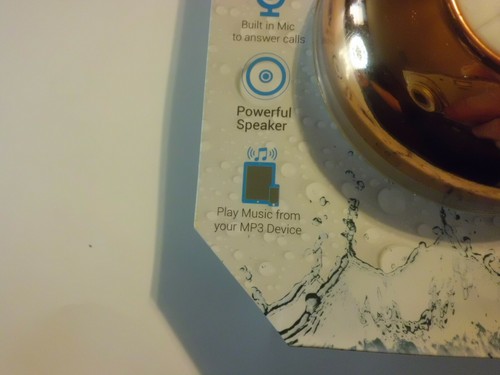 Built in Mic
to answer calls
Powerful
Speaker
Play Music from
your MP3 Device